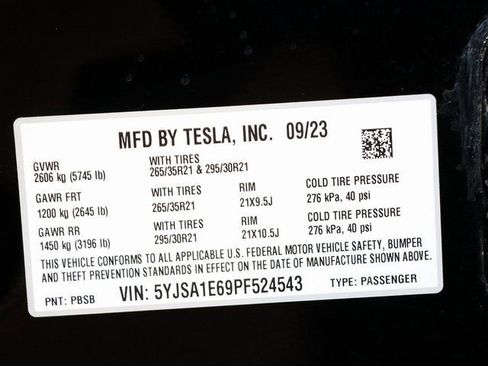 MFD BY TESLA, INC. 09/23
GVWR WITH TIRES
2606 kg (5745 lb) 265/35R21 & 295/30R21
GAWR FRT WITH TIRES RIM COLD TIRE PRESSURE
1200 kg (2645 lb) 265/35R21 21X9.5J 276 kPa, 40 psi
GAWR RR WITH TIRES RIM COLD TIRE PRESSURE
1450 kg (3196 lb) 295/30R21 21X10.5J 276 kPa, 40 psi
THIS VEHICLE CONFORMS TO ALL APPLICABLE U.S. FEDERAL MOTOR VEHICLE SAFETY, BUMPER
AND THEFT PREVENTION STANDARDS IN EFFECT ON THE DATE OF MANUFACTURE SHOWN ABOVE.
PNT: PBSB VIN: 5YJSA1E69PF524543 TYPE: PASSENGER